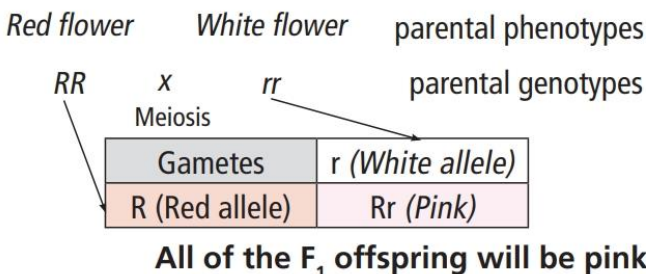 Red flower White flower parental phenotypes
RR x rr parental genotypes
Meiosis
Gametes r (White allele)
R (Red allele) Rr (Pink)
All of the F₁ offspring will be pink